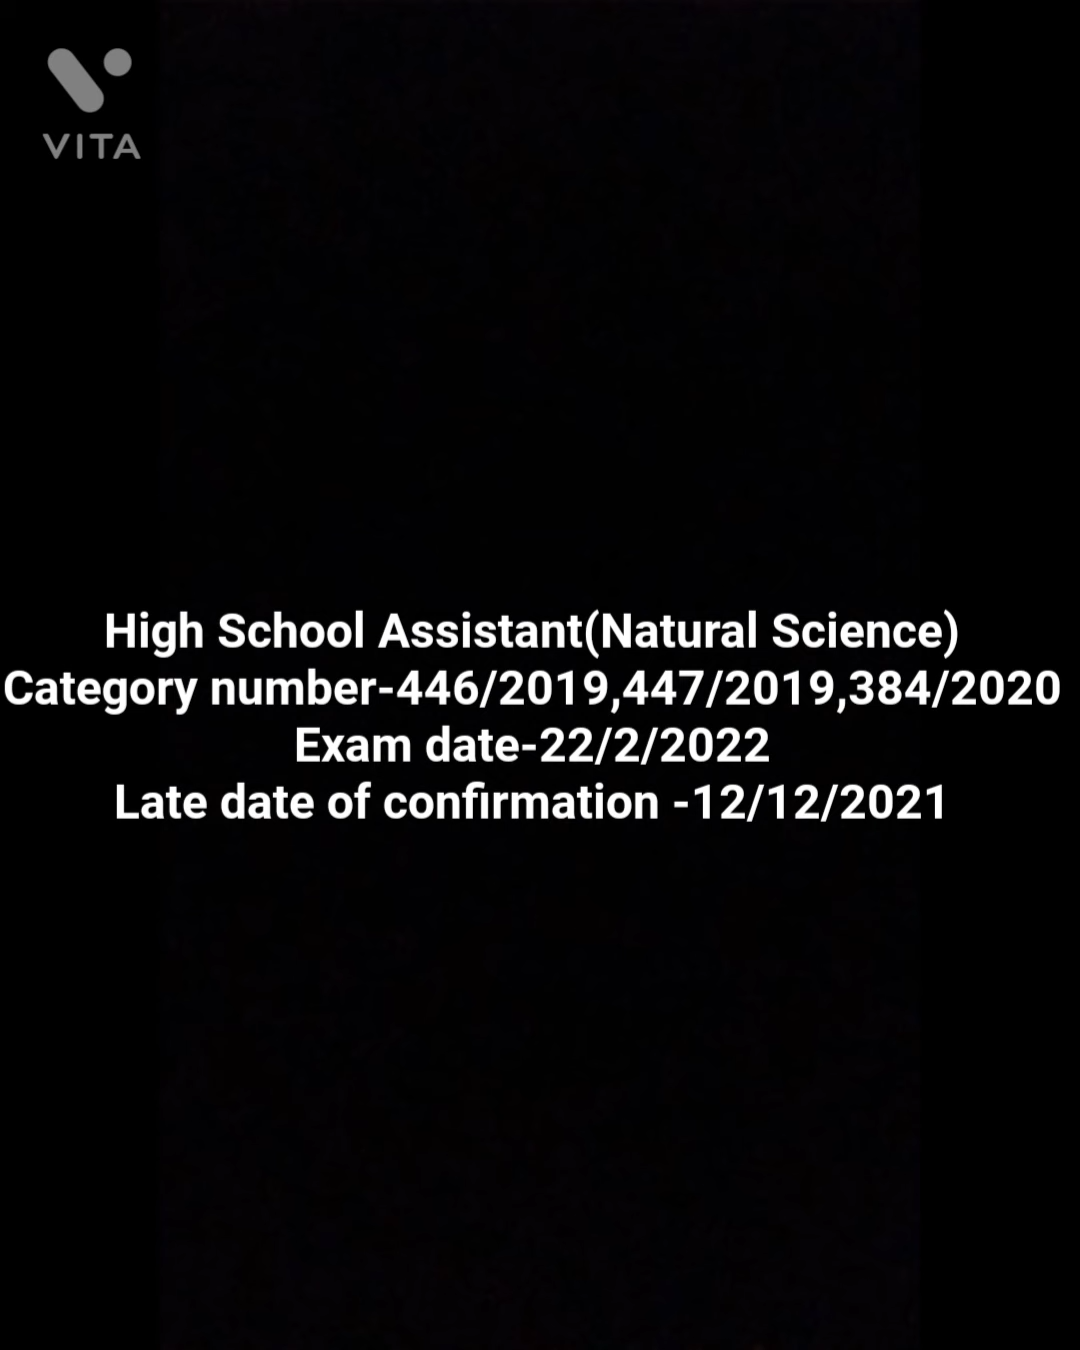 VITA
High School Assistant(Natural Science)
Category number-446/2019,447/2019,384/2020
Exam date-22/2/2022
Late date of confirmation -12/12/2021